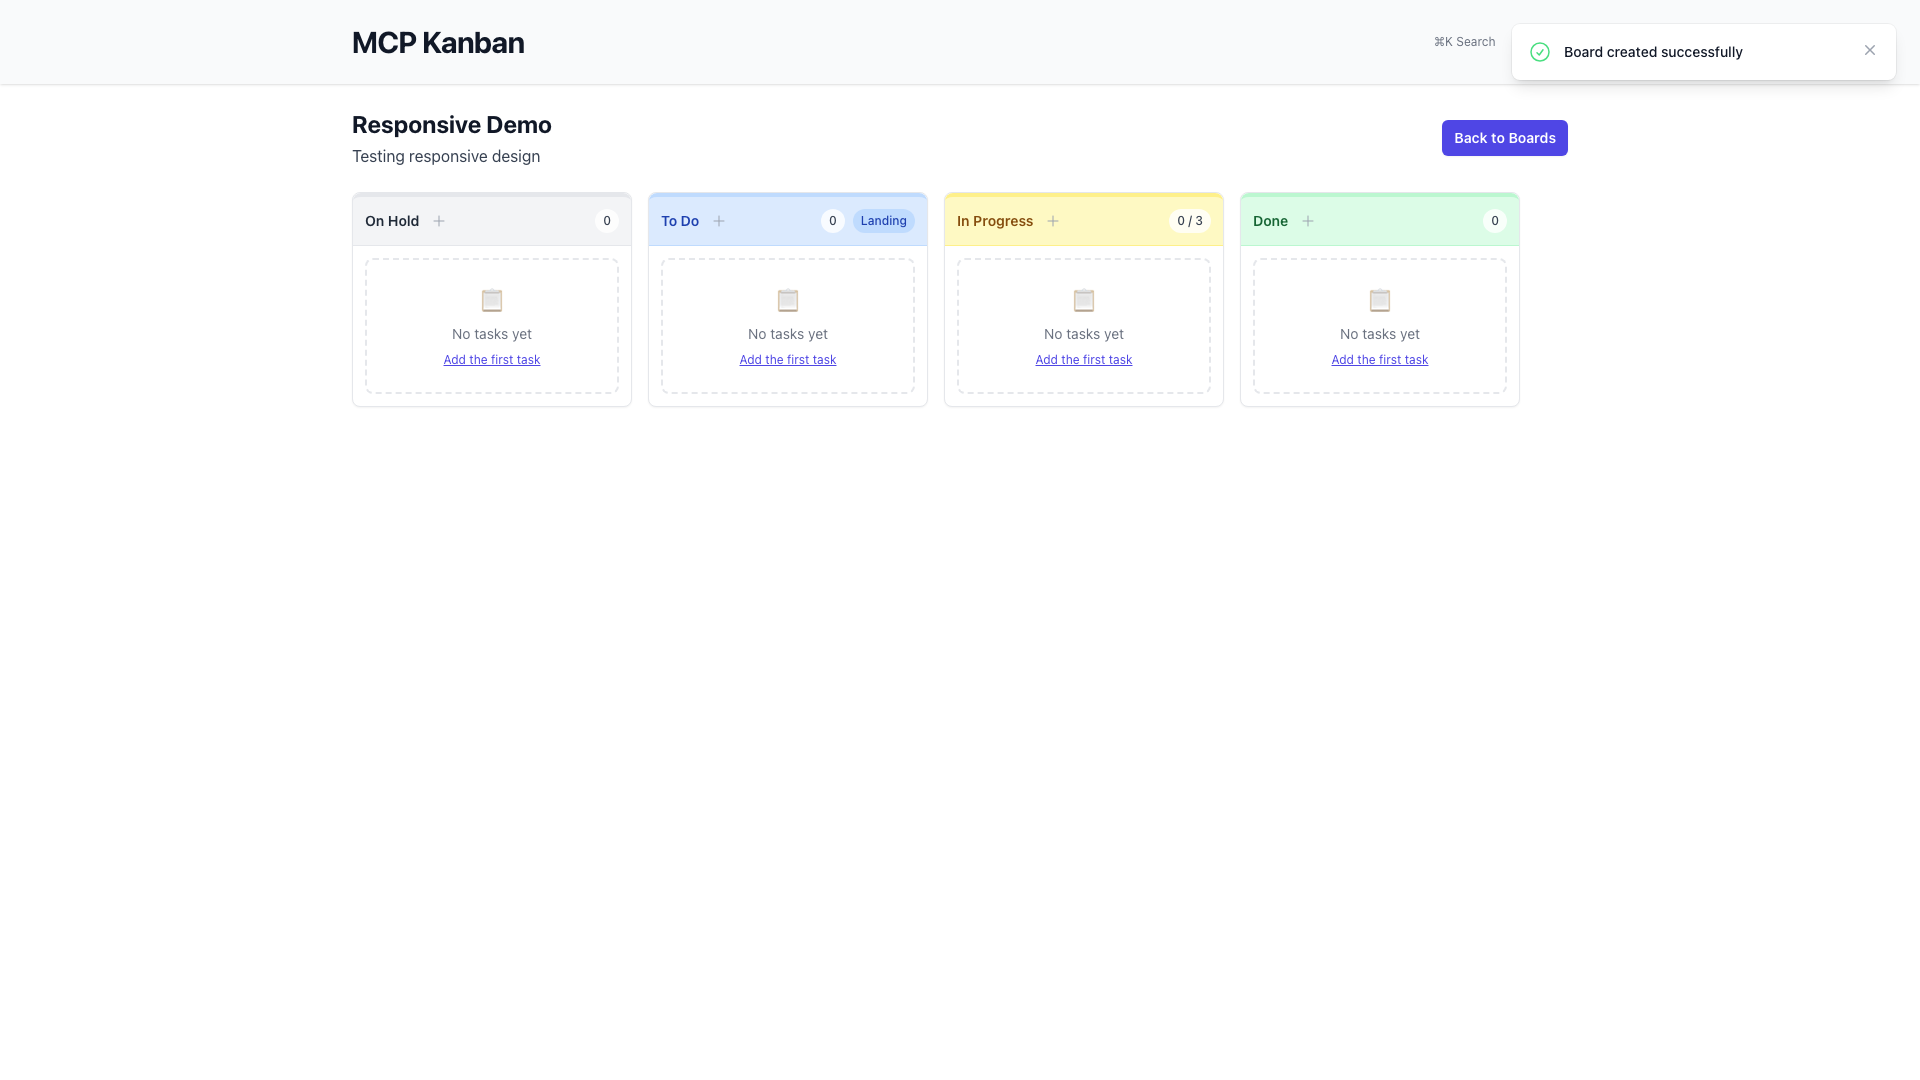 MCP Kanban
⌘K Search
Board created successfully
Responsive Demo
Testing responsive design
Back to Boards
On Hold
0
To Do
0
Landing
In Progress
0 / 3
Done
0
No tasks yet
Add the first task
No tasks yet
Add the first task
No tasks yet
Add the first task
No tasks yet
Add the first task